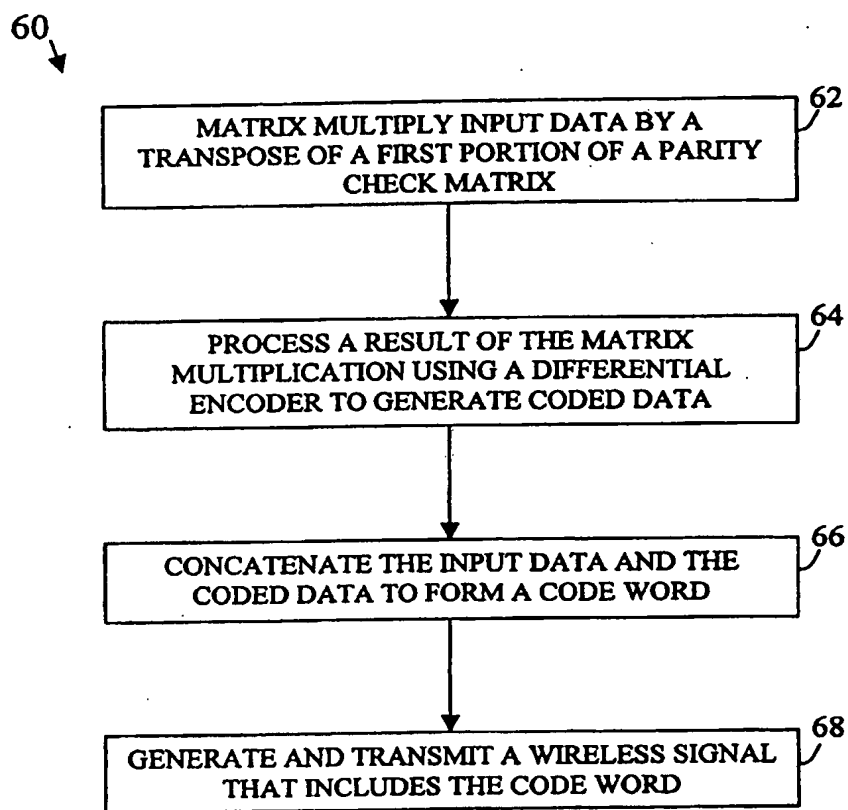 60
62
MATRIX MULTIPLY INPUT DATA BY A
TRANSPOSE OF A FIRST PORTION OF A PARITY
CHECK MATRIX
64
PROCESS A RESULT OF THE MATRIX
MULTIPLICATION USING A DIFFERENTIAL
ENCODER TO GENERATE CODED DATA
66
CONCATENATE THE INPUT DATA AND THE
CODED DATA TO FORM A CODE WORD
68
GENERATE AND TRANSMIT A WIRELESS SIGNAL
THAT INCLUDES THE CODE WORD